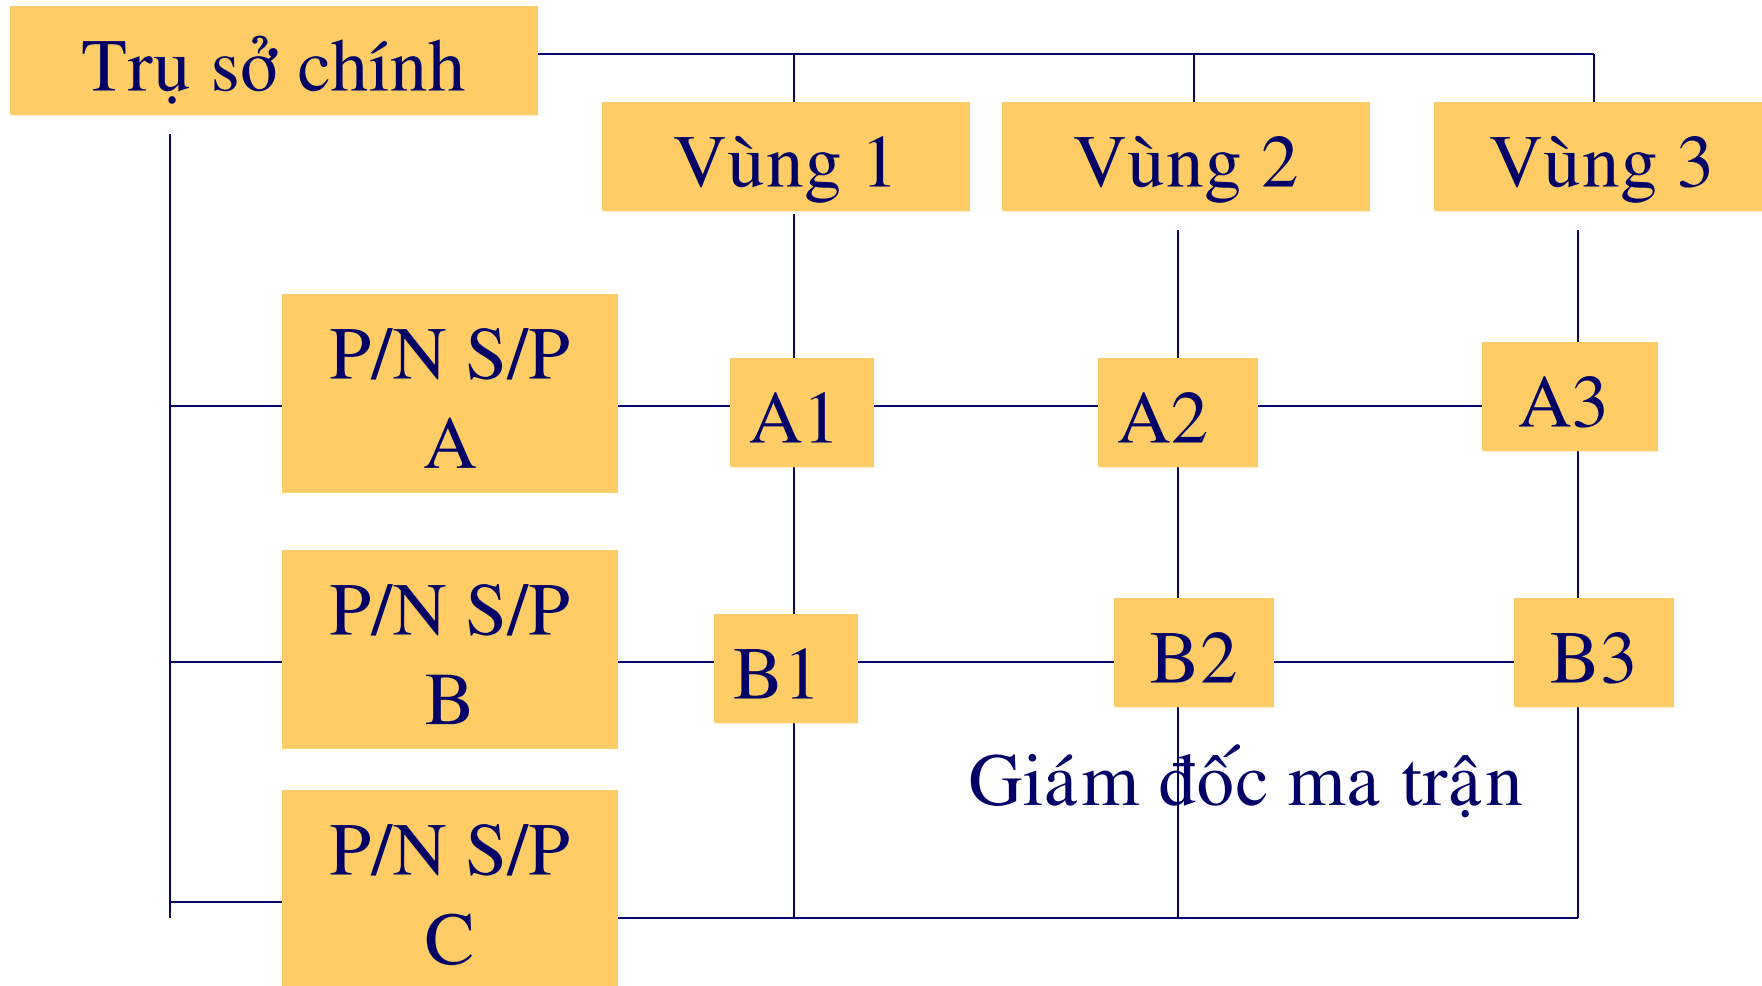 Trụ sở chính
Vùng 1
Vùng 2
Vùng 3
P/N S/P
A
A1
A2
A3
P/N S/P
B
B1
B2
B3
Giám đốc ma trận
P/N S/P
C